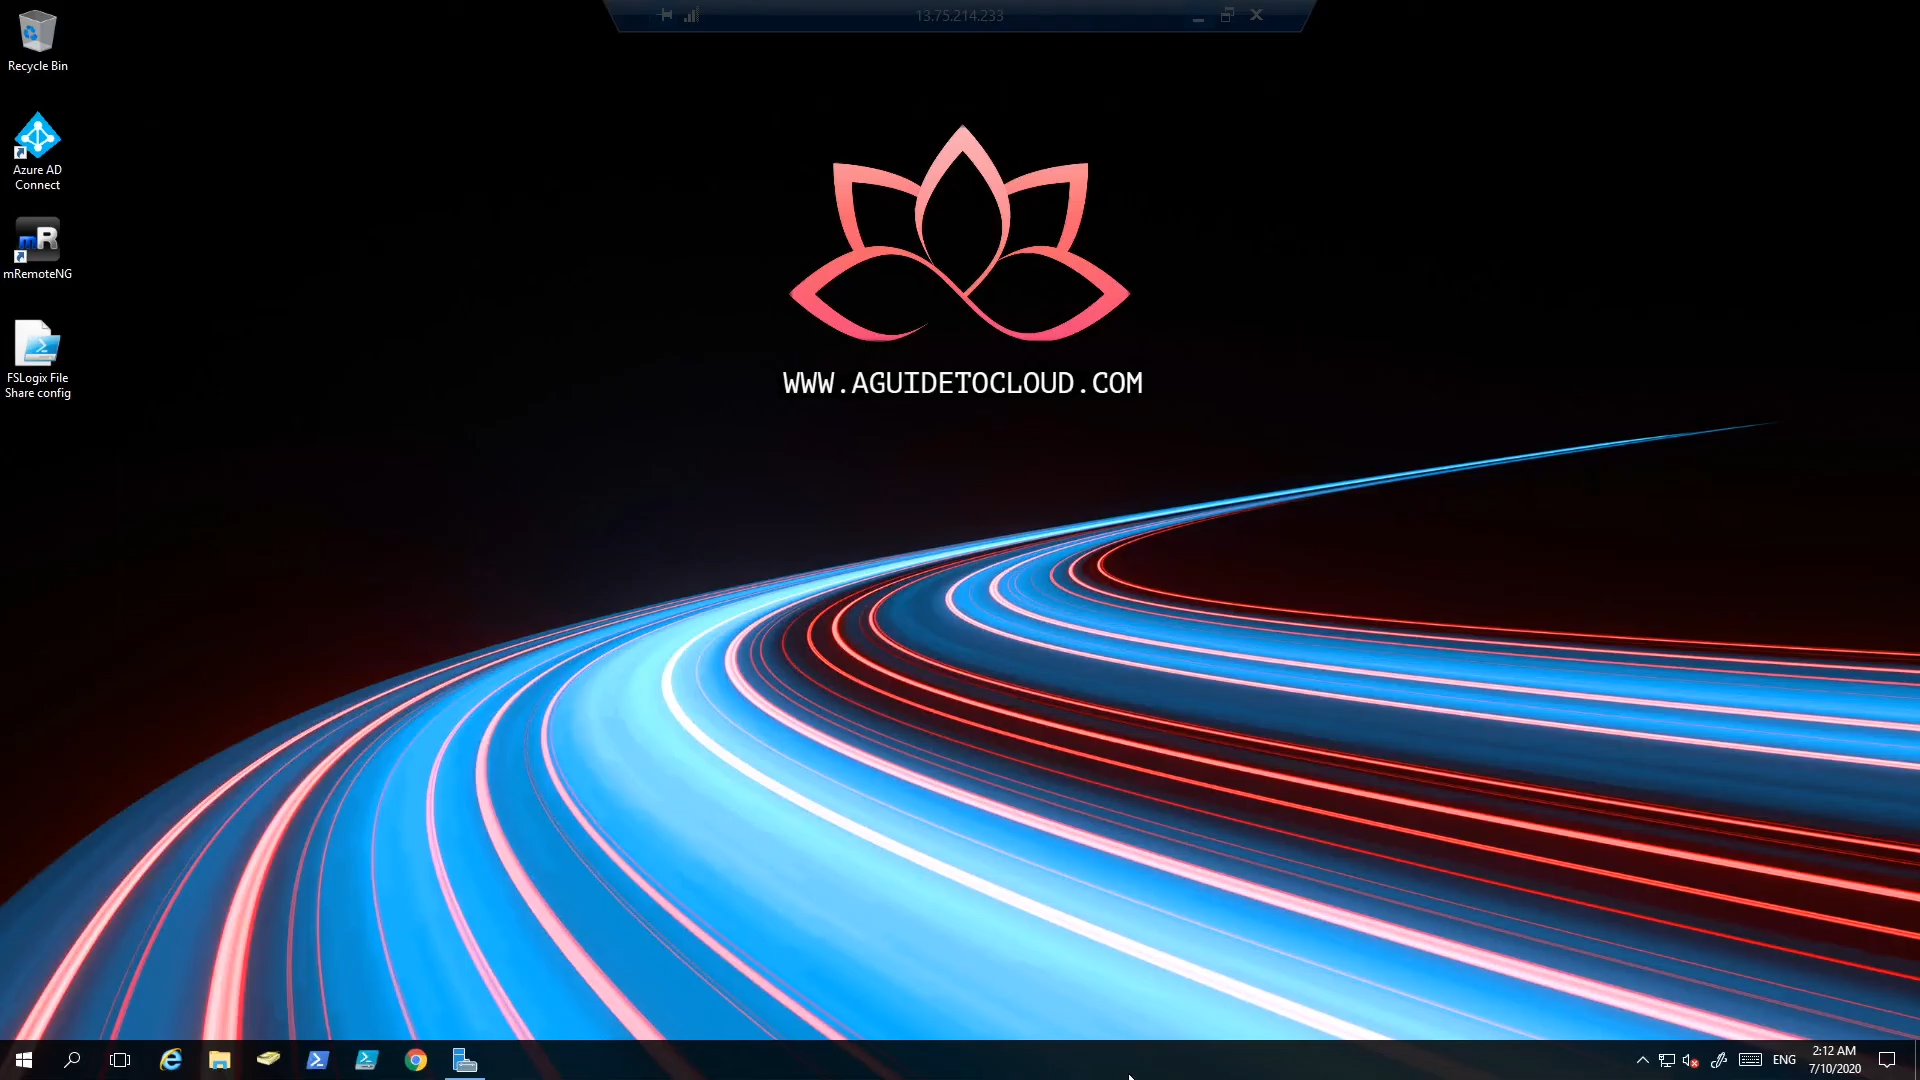 13.75.214.233
Recycle Bin
Azure AD
Connect
mR
mRemoteNG
FSLogix File
Share config
WWW.AGUIDETOCLOUD.COM
ENG
2:12 AM
7/10/2020